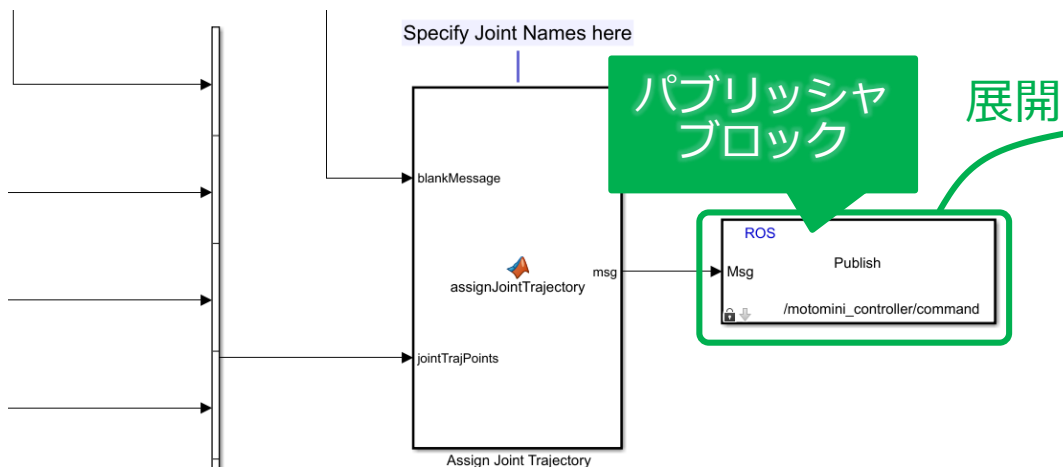 Specify Joint Names here
パブリッシャ
ブロック
展開
blankMessage
assignJointTrajectory
msg
jointTrajPoints
Assign Joint Trajectory
ROS
Publish
Msg
/motomini_controller/command